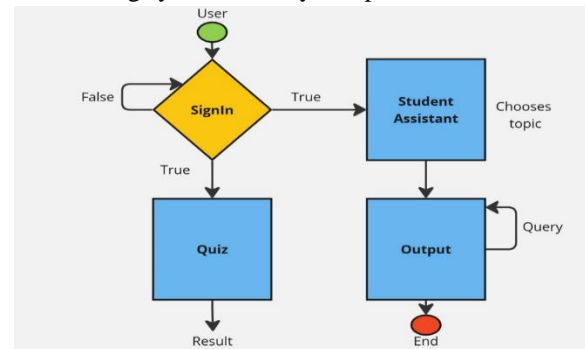 User
False
SignIn
True
Student
Assistant
Chooses
topic
True
Quiz
Output
Query
Result
End